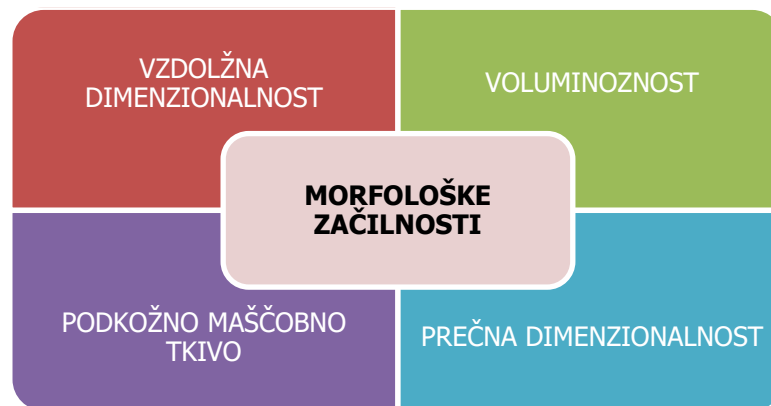 VZDOLŽNA
DIMENZIONALNOST
VOLUMINOZNOST
MORFOLOŠKE
ZAČILNOSTI
PODKOŽNO MAŠČOBNO
TKIVO
PREČNA DIMENZIONALNOST